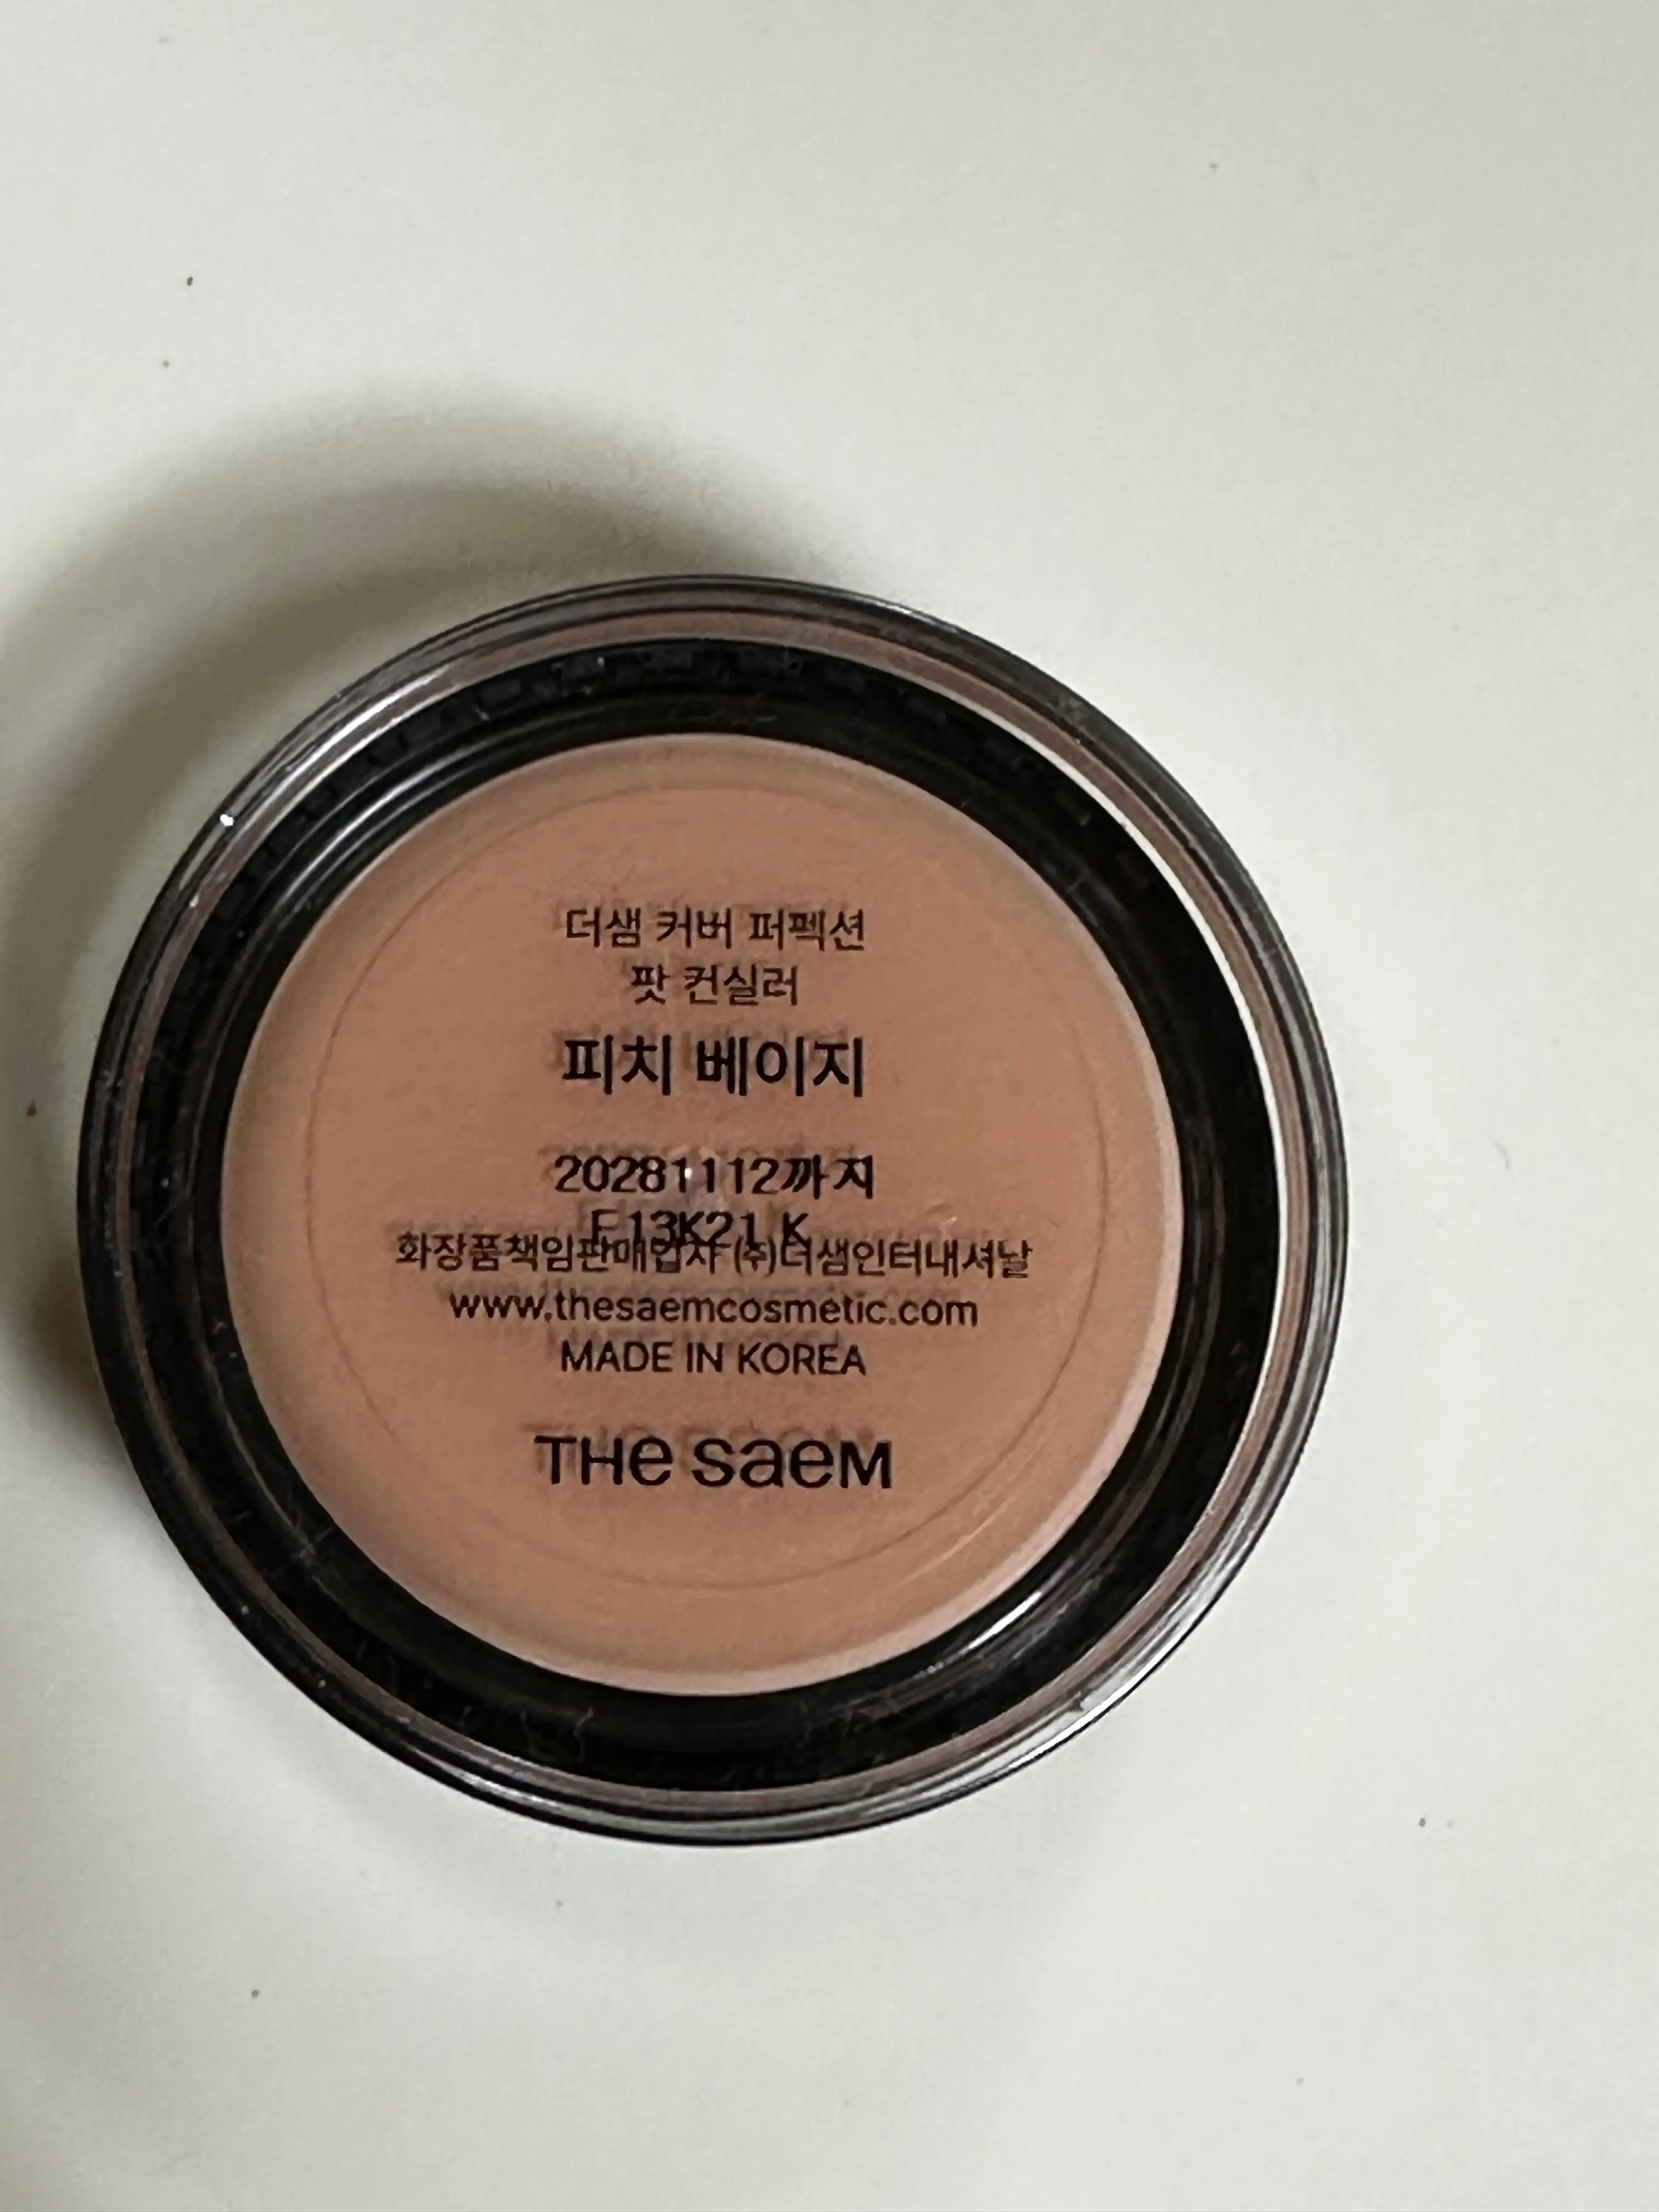 더샘 커버 퍼펙션
팟 컨실러
피치 베이지
20281112까지
F13K21 K
화장품책임판매업자 ㈜더샘인터내셔날
www.thesaemcosmetic.com
MADE IN KOREA
THe saeM